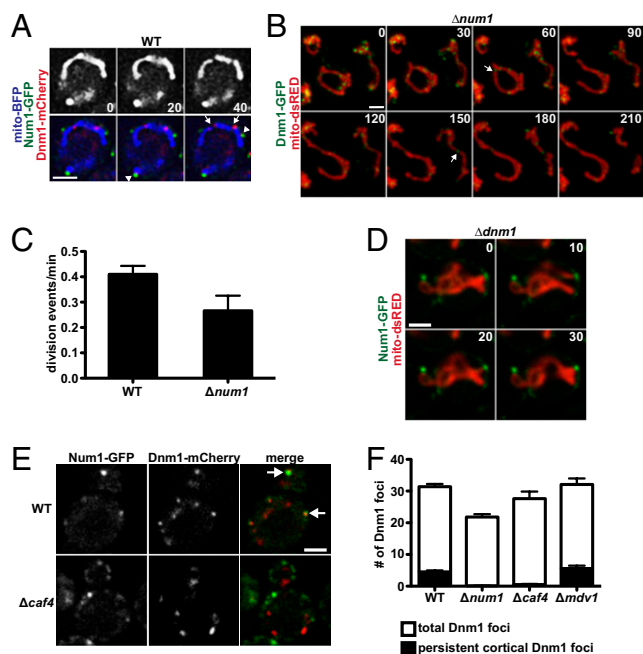 A
WT
mito-BFP
Num1-GFP
Dnm1-mCherry
0
20
40
B
Δnum1
Dnm1-GFP
mito-dsRED
0
30
60
90
120
150
180
210
C
division events/min
0.5
0.4
0.3
0.2
0.1
0.0
WT
Δnum1
D
Δdnm1
Num1-GFP
mito-dsRED
0
10
20
30
E
Num1-GFP Dnm1-mCherry merge
WT
Δcaf4
F
# of Dnm1 foci
40
30
20
10
0
WT Δnum1 Δcaf4 Δmdv1
total Dnm1 foci
persistent cortical Dnm1 foci